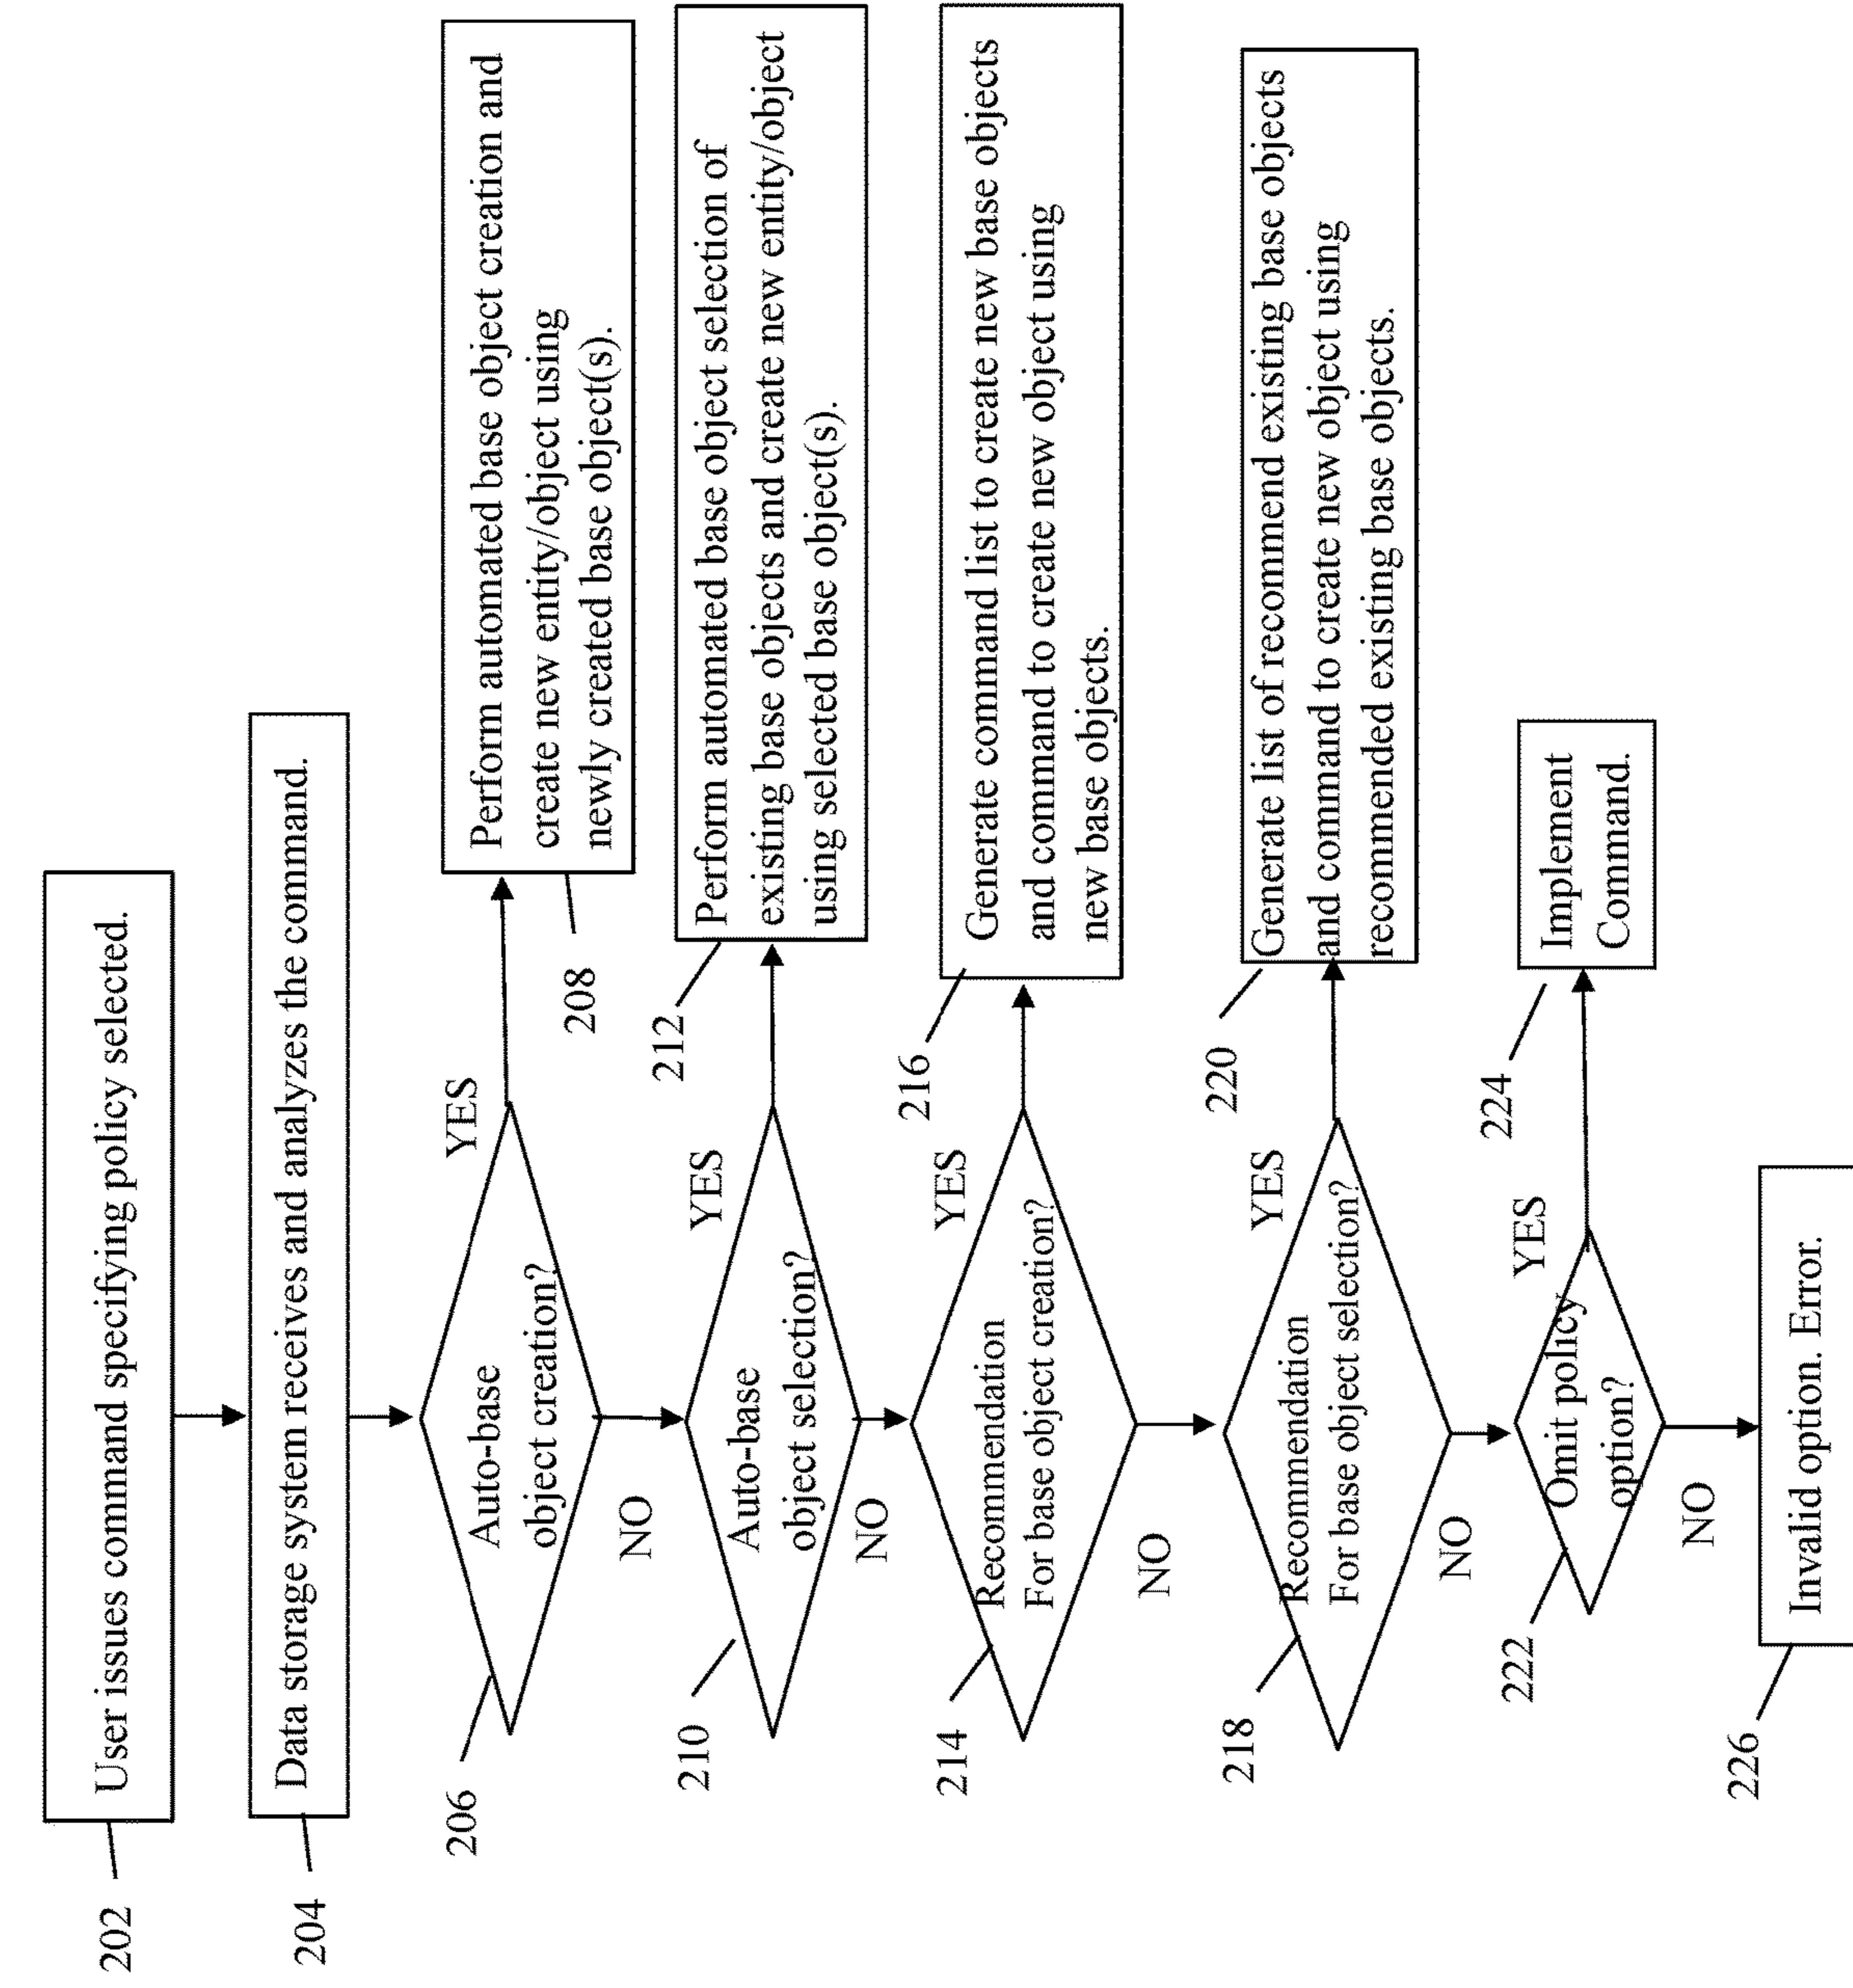 202
User issues command specifying policy selected.
204
Data storage system receives and analyzes the command.
206
Auto-base
object creation?
YES
NO
208
Perform automated base object creation and
create new entity/object using
newly created base object(s).
210
Auto-base
object selection?
YES
NO
212
Perform automated base object selection of
existing base objects and create new entity/object
using selected base object(s).
214
Recommendation
For base object creation?
YES
NO
216
Generate command list to create new base objects
and command to create new object using
new base objects.
218
Recommendation
For base object selection?
YES
NO
220
Generate list of recommend existing base objects
and command to create new object using
recommended existing base objects.
222
Omit policy
option?
YES
NO
224
Implement
Command.
226
Invalid option. Error.